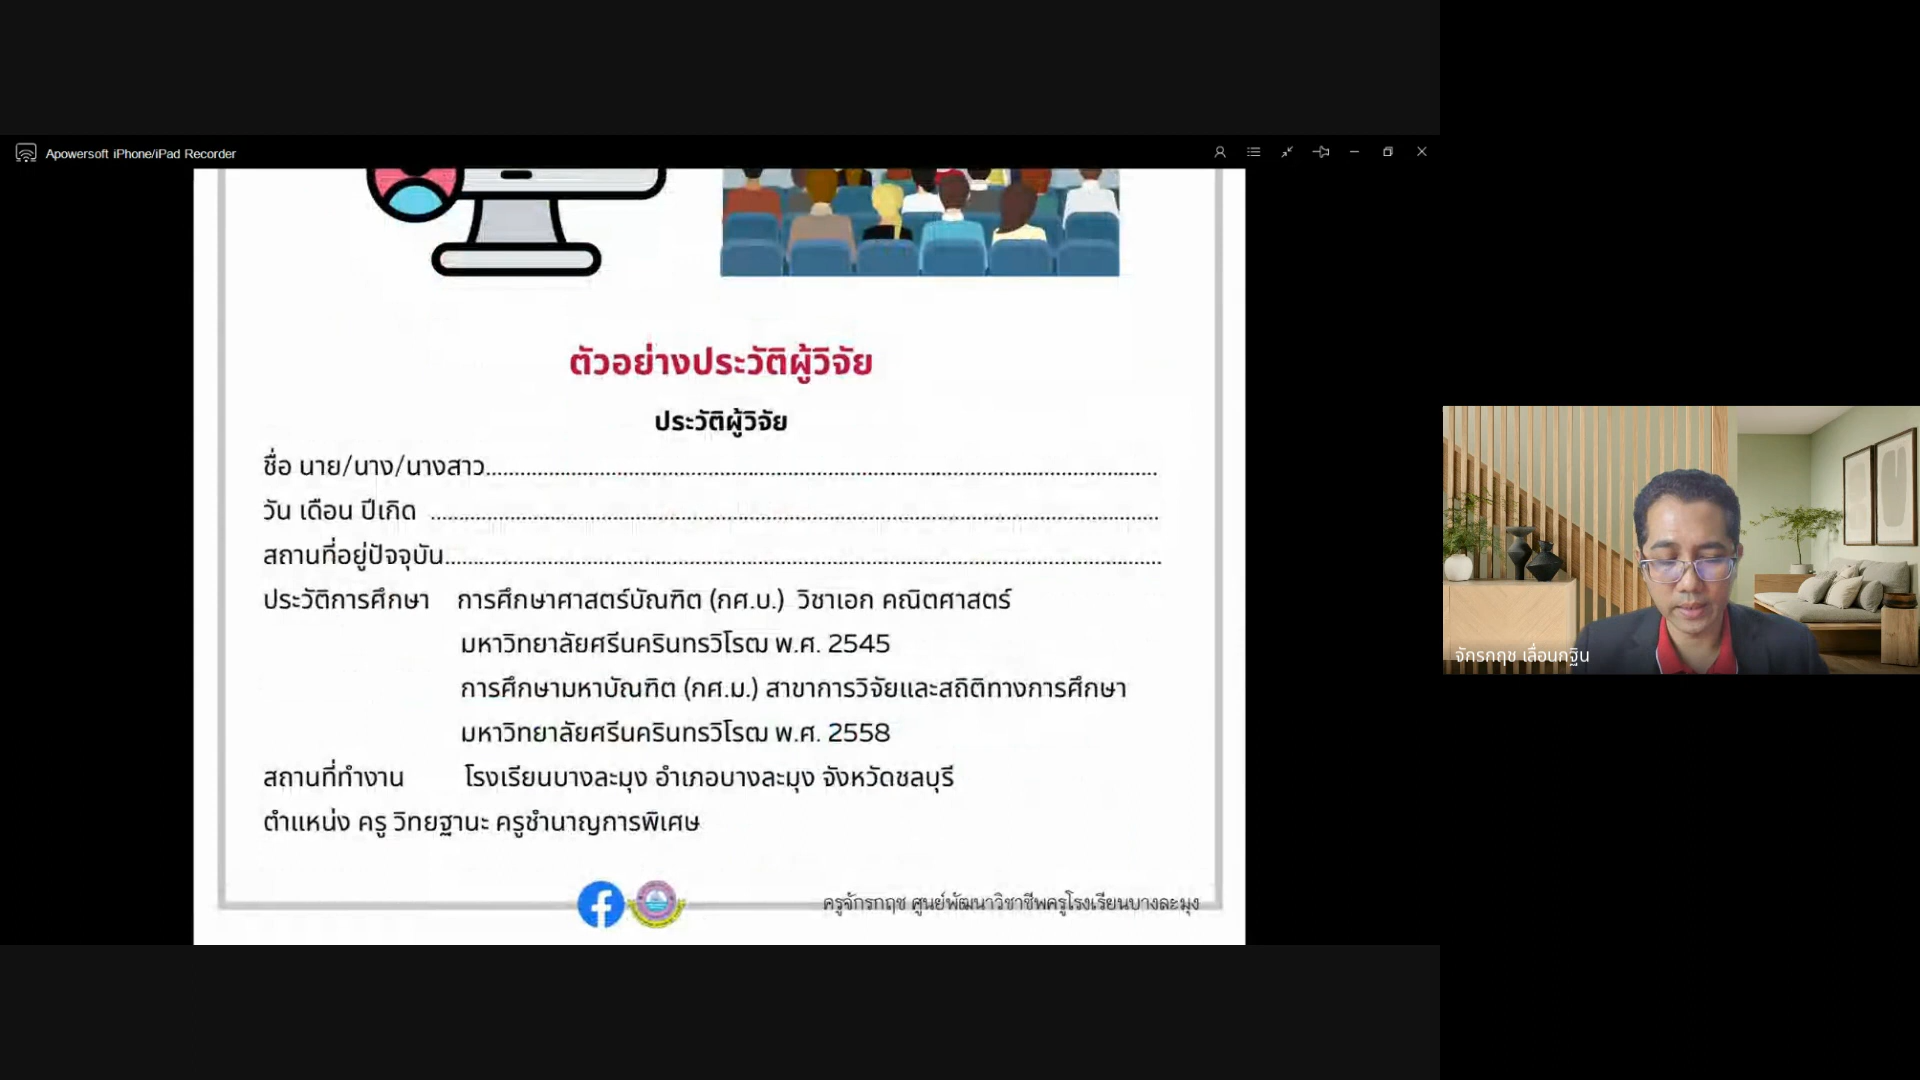 Apowersoft iPhone/iPad Recorder
ตัวอย่างประวัติผู้วิจัย
ประวัติผู้วิจัย
ชื่อ นาย/นาง/นางสาว....................................................................................................
วัน เดือน ปีเกิด ....................................................................................................
สถานที่อยู่ปัจจุบัน....................................................................................................
ประวัติการศึกษา การศึกษาศาสตร์บัณฑิต (กศ.บ.) วิชาเอก คณิตศาสตร์
มหาวิทยาลัยศรีนครินทรวิโรฒ พ.ศ. 2545
การศึกษามหาบัณฑิต (กศ.ม.) สาขาการวิจัยและสถิติทางการศึกษา
มหาวิทยาลัยศรีนครินทรวิโรฒ พ.ศ. 2558
สถานที่ทำงาน โรงเรียนบางละมุง อำเภอบางละมุง จังหวัดชลบุรี
ตำแหน่ง ครู วิทยฐานะ ครูชำนาญการพิเศษ
ครูจักรกฤช ศูนย์พัฒนาวิชาชีพครูโรงเรียนบางละมุง
จักรกฤช เลื่อนกฐิน